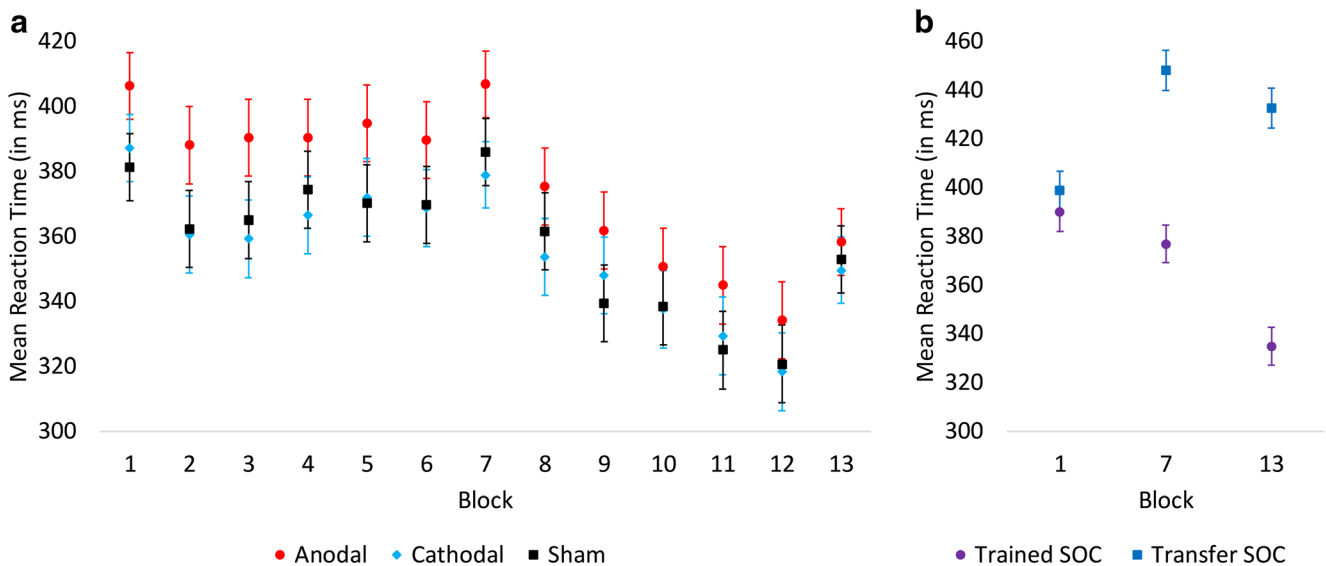 a
Mean Reaction Time (in ms)
420
400
380
360
340
320
300
1 2 3 4 5 6 7 8 9 10 11 12 13
Block
Anodal Cathodal Sham
b
Mean Reaction Time (in ms)
460
440
420
400
380
360
340
320
300
1 7 13
Block
Trained SOC Transfer SOC